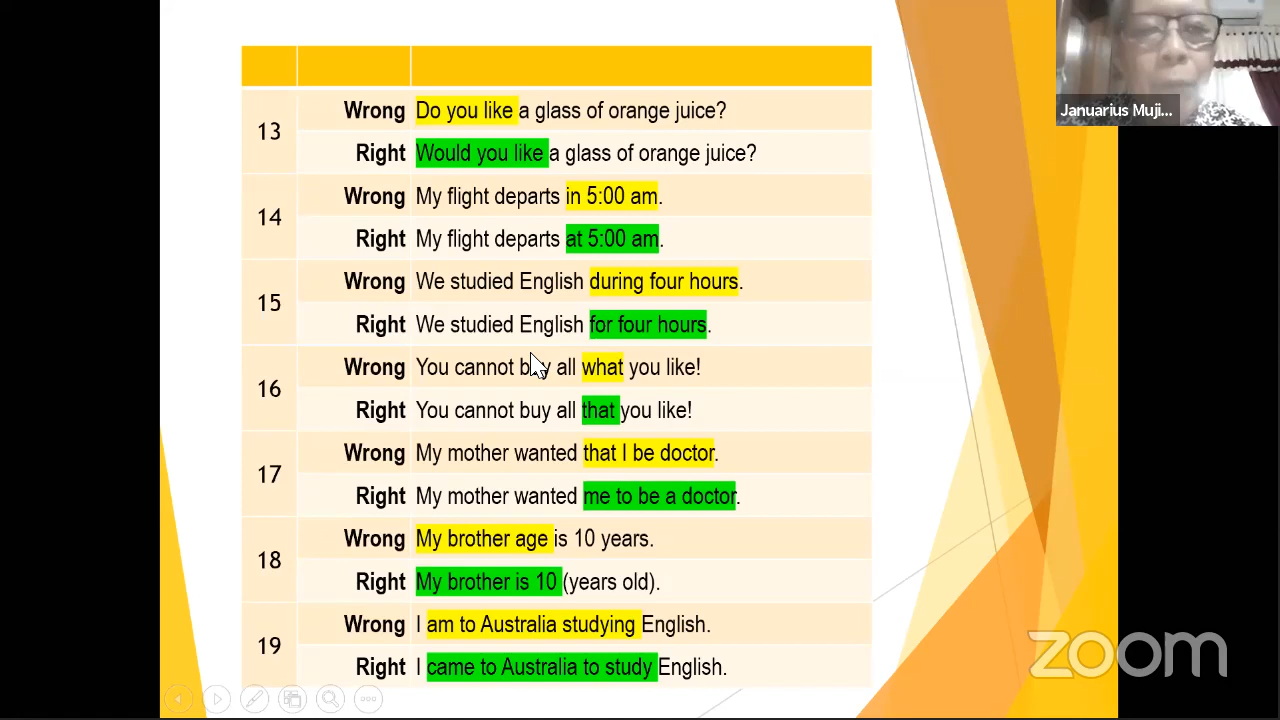 Januarius Muji...
13
Wrong Do you like a glass of orange juice?
Right Would you like a glass of orange juice?
14
Wrong My flight departs in 5:00 am.
Right My flight departs at 5:00 am.
15
Wrong We studied English during four hours.
Right We studied English for four hours.
16
Wrong You cannot buy all what you like!
Right You cannot buy all that you like!
17
Wrong My mother wanted that I be doctor.
Right My mother wanted me to be a doctor.
18
Wrong My brother age is 10 years.
Right My brother is 10 (years old).
19
Wrong I am to Australia studying English.
Right I came to Australia to study English.
zoom